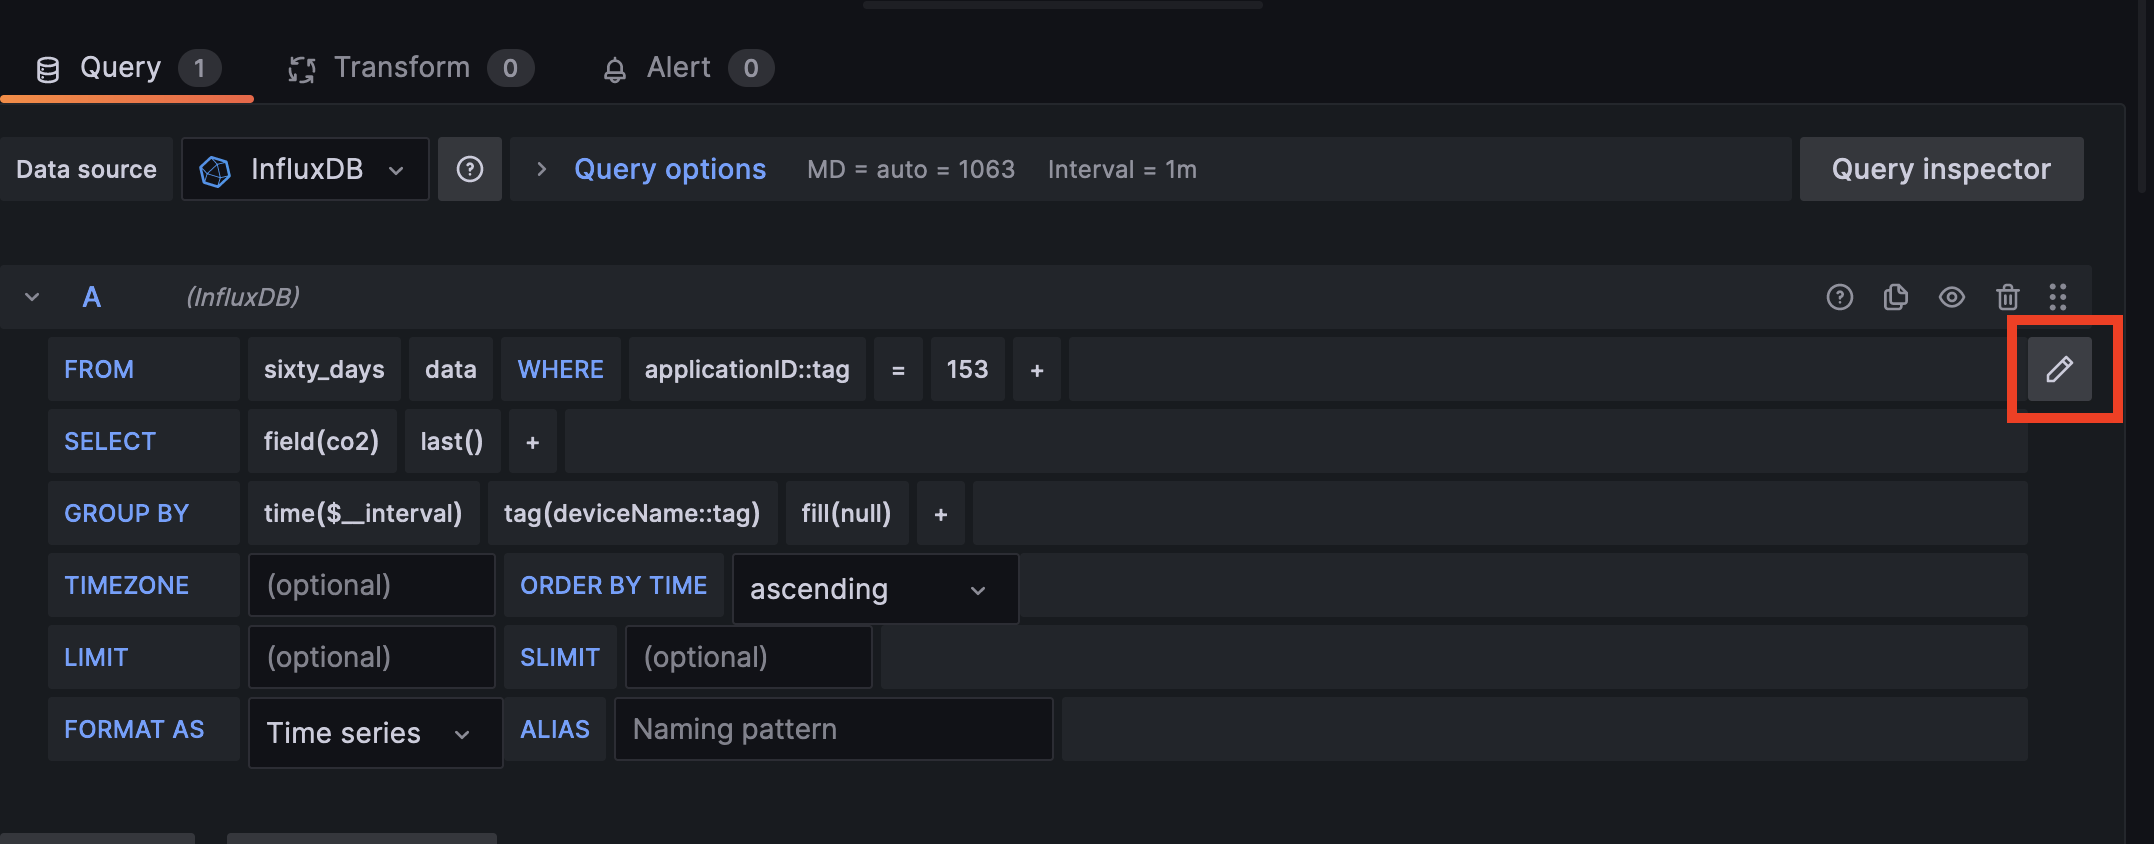 Query 1 Transform 0 Alert 0
Data source InfluxDB Query options MD = auto = 1063 Interval = 1m Query inspector
A (InfluxDB)
FROM sixty_days data WHERE applicationID::tag = 153 +
SELECT field(co2) last() +
GROUP BY time($__interval) tag(deviceName::tag) fill(null) +
TIMEZONE (optional) ORDER BY TIME ascending
LIMIT (optional) SLIMIT (optional)
FORMAT AS Time series ALIAS Naming pattern